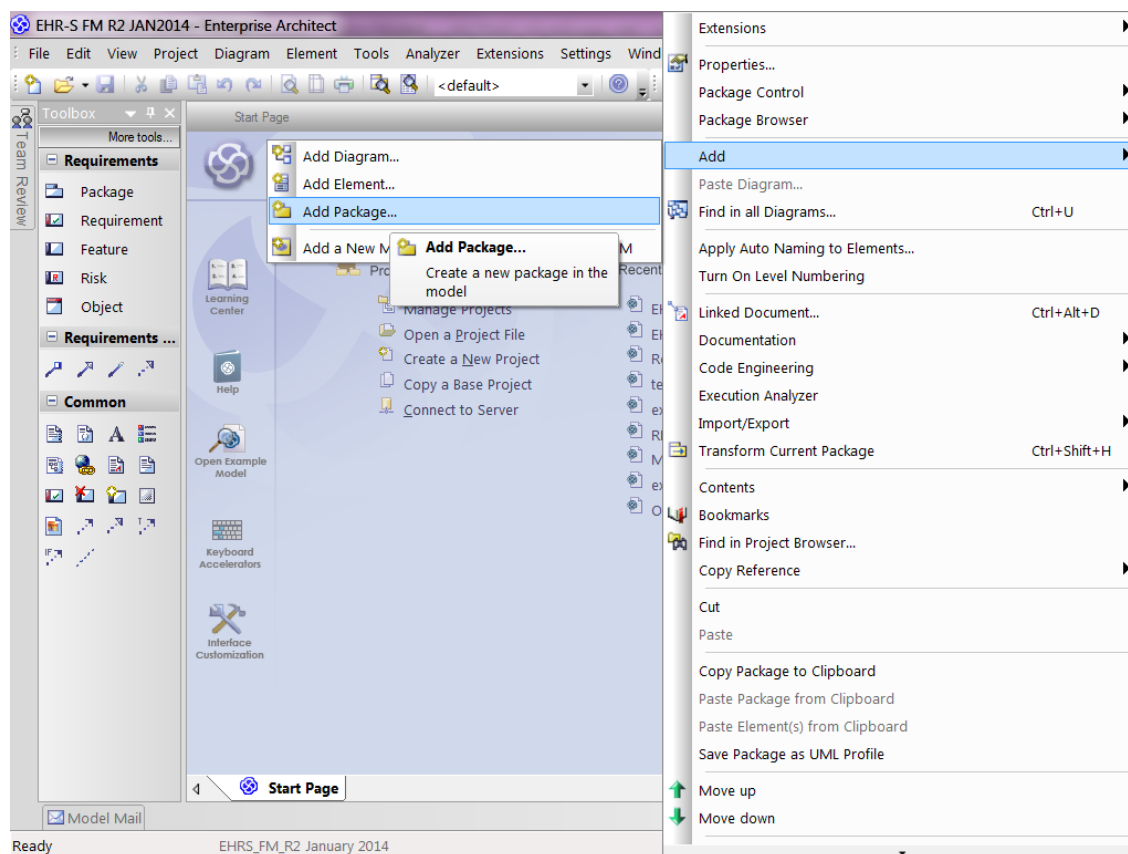 EHR-S FM R2 JAN2014 - Enterprise Architect
File Edit View Project Diagram Element Tools Analyzer Extensions Settings Wind
<default>
Team Review
Toolbox
More tools...
Requirements
Package
Requirement
Feature
Risk
Object
Requirements ...
Common
Start Page
Add Diagram...
Add Element...
Add Package...
Add a New M
M
Add Package...
Create a new package in the
model
Recent
Learning
Center
Manage Projects
Open a Project File
Create a New Project
Copy a Base Project
Connect to Server
Help
Open Example
Model
Keyboard
Accelerators
Interface
Customization
Start Page
Model Mail
Ready
EHRS_FM_R2 January 2014
Extensions
Properties...
Package Control
Package Browser
Add
Paste Diagram...
Find in all Diagrams... Ctrl+U
Apply Auto Naming to Elements...
Turn On Level Numbering
Linked Document... Ctrl+Alt+D
Documentation
Code Engineering
Execution Analyzer
Import/Export
Transform Current Package Ctrl+Shift+H
Contents
Bookmarks
Find in Project Browser...
Copy Reference
Cut
Paste
Copy Package to Clipboard
Paste Package from Clipboard
Paste Element(s) from Clipboard
Save Package as UML Profile
Move up
Move down